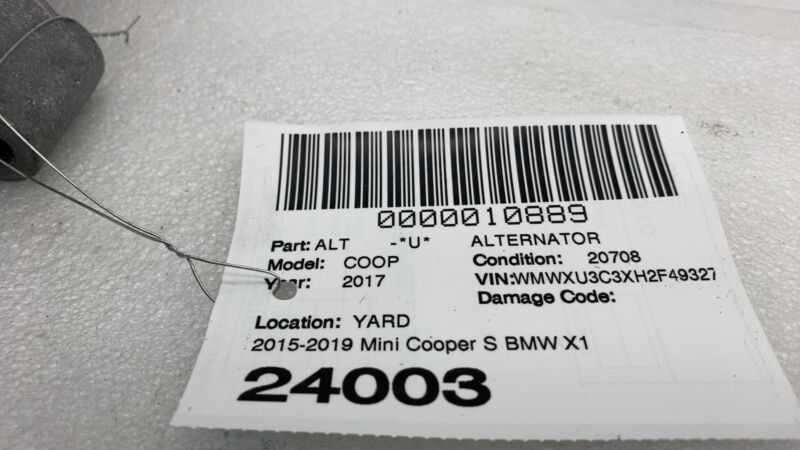 0000010889
Part: ALT -*U* ALTERNATOR
Model: COOP Condition: 20708
Year: 2017 VIN:WMWXU3C3XH2F49327
Damage Code:
Location: YARD
2015-2019 Mini Cooper S BMW X1
24003